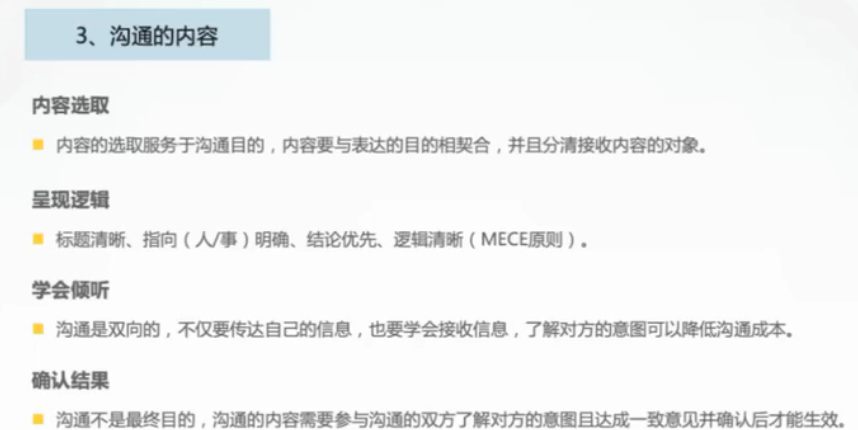 3、沟通的内容
内容选取
内容的选取服务于沟通目的，内容要与表达的目的相契合，并且分清接收内容的对象。
呈现逻辑
标题清晰、指向（人/事）明确、结论优先、逻辑清晰（MECE原则）。
学会倾听
沟通是双向的，不仅要传达自己的信息，也要学会接收信息，了解对方的意图可以降低沟通成本。
确认结果
沟通不是最终目的，沟通的内容需要参与沟通的双方了解对方的意图且达成一致意见并确认后才能生效。